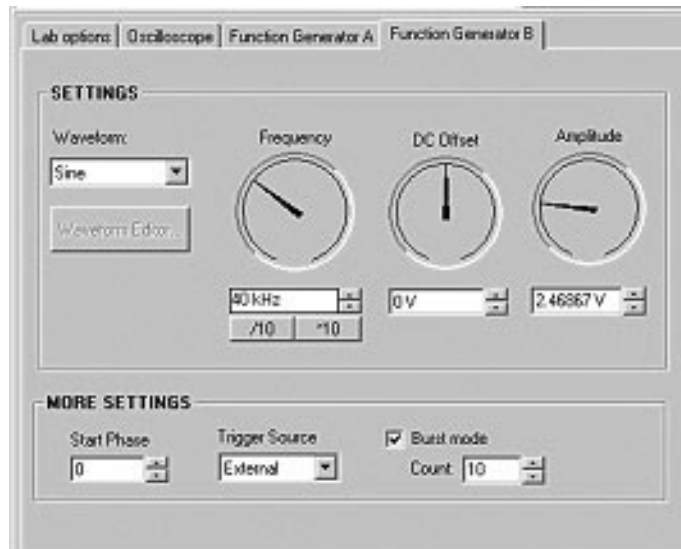 Lab options Oscilloscope Function Generator A Function Generator B
SETTINGS
Waveform: Frequency DC Offset Amplitude
Sine
Waveform Editor...
40 kHz 0 V 2.46867 V
/10 *10
MORE SETTINGS
Start Phase Trigger Source Burst mode
0 External Count 10